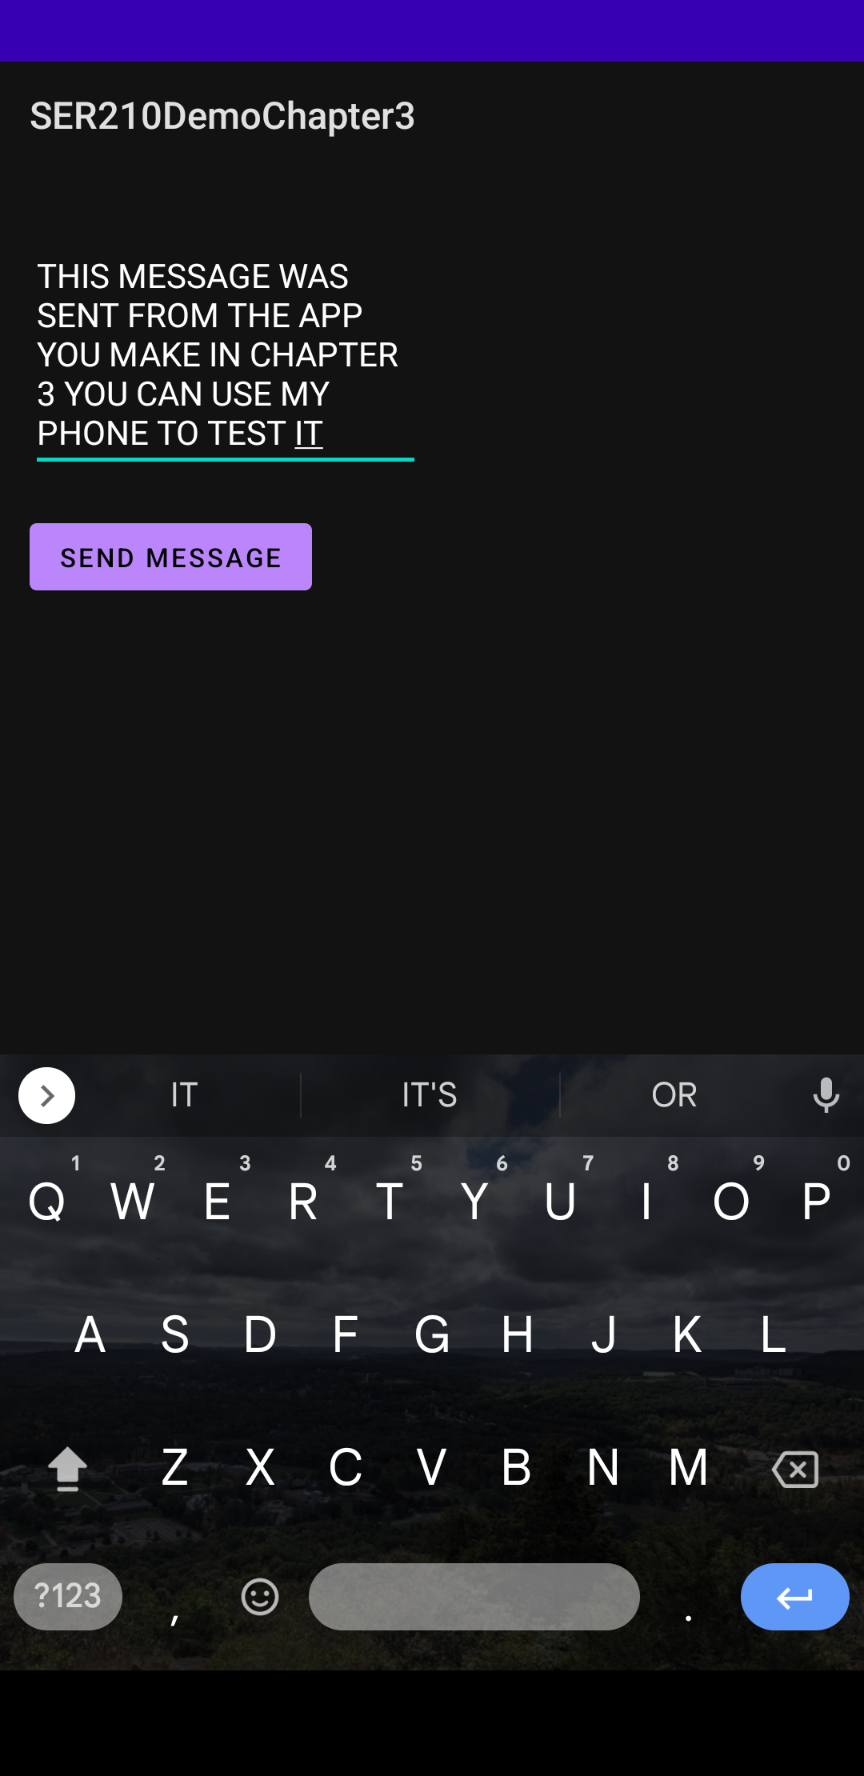 SER210DemoChapter3
THIS MESSAGE WAS
SENT FROM THE APP
YOU MAKE IN CHAPTER
3 YOU CAN USE MY
PHONE TO TEST IT
SEND MESSAGE
IT IT'S OR
1 2 3 4 5 6 7 8 9 0
Q W E R T Y U I O P
A S D F G H J K L
Z X C V B N M
?123 , .